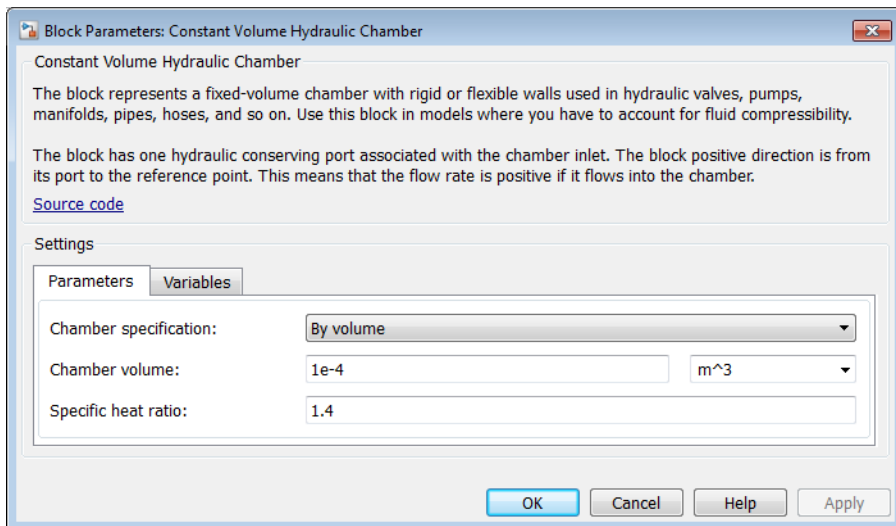 Block Parameters: Constant Volume Hydraulic Chamber
Constant Volume Hydraulic Chamber
The block represents a fixed-volume chamber with rigid or flexible walls used in hydraulic valves, pumps,
manifolds, pipes, hoses, and so on. Use this block in models where you have to account for fluid compressibility.
The block has one hydraulic conserving port associated with the chamber inlet. The block positive direction is from
its port to the reference point. This means that the flow rate is positive if it flows into the chamber.
Source code
Settings
Parameters Variables
Chamber specification: By volume
Chamber volume: 1e-4 m^3
Specific heat ratio: 1.4
OK Cancel Help Apply